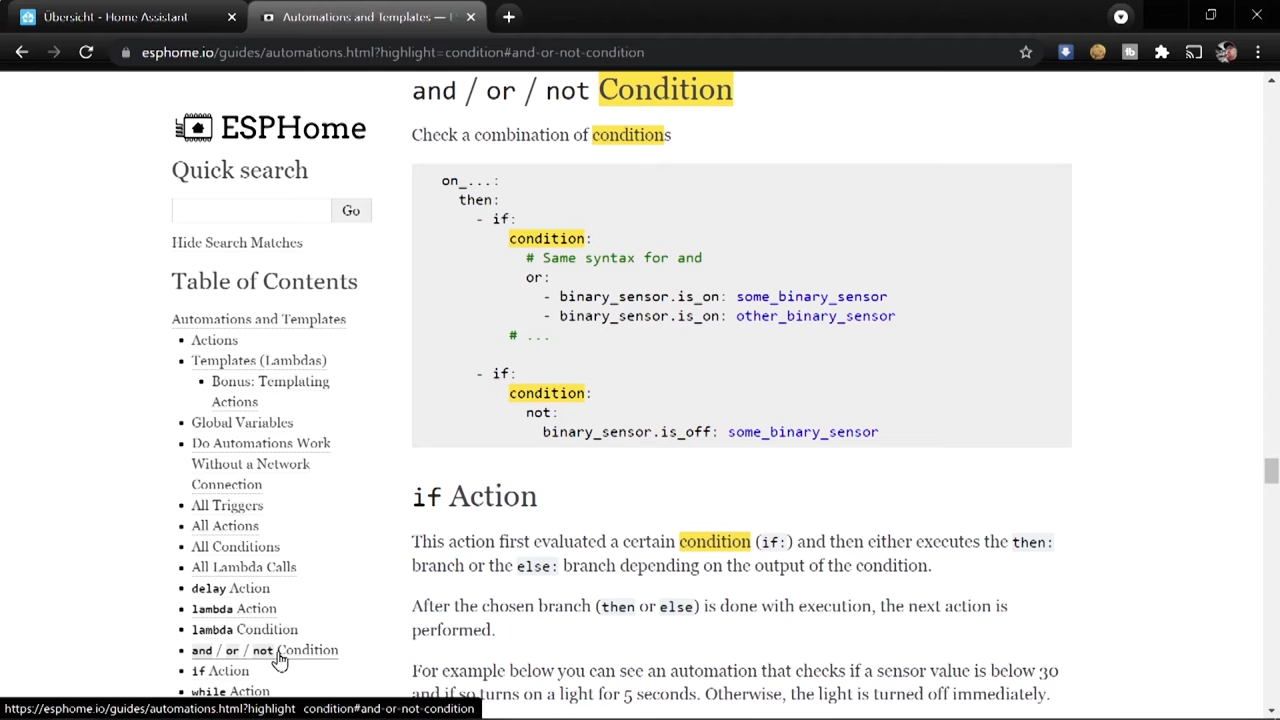 Übersicht - Home Assistant
Automations and Templates —
esphome.io/guides/automations.html?highlight=condition#and-or-not-condition
ESPHome
Quick search
Go
Hide Search Matches
Table of Contents
Automations and Templates
Actions
Templates (Lambdas)
Bonus: Templating
Actions
Global Variables
Do Automations Work
Without a Network
Connection
All Triggers
All Actions
All Conditions
All Lambda Calls
delay Action
lambda Action
lambda Condition
and / or / not Condition
if Action
while Action
and / or / not Condition
Check a combination of conditions
on_...:
then:
- if:
condition:
# Same syntax for and
or:
- binary_sensor.is_on: some_binary_sensor
- binary_sensor.is_on: other_binary_sensor
# ...
- if:
condition:
not:
binary_sensor.is_off: some_binary_sensor
if Action
This action first evaluated a certain condition (if:) and then either executes the then:
branch or the else: branch depending on the output of the condition.
After the chosen branch (then or else) is done with execution, the next action is
performed.
For example below you can see an automation that checks if a sensor value is below 30
and if so turns on a light for 5 seconds. Otherwise, the light is turned off immediately.
https://esphome.io/guides/automations.html?highlight condition#and-or-not-condition